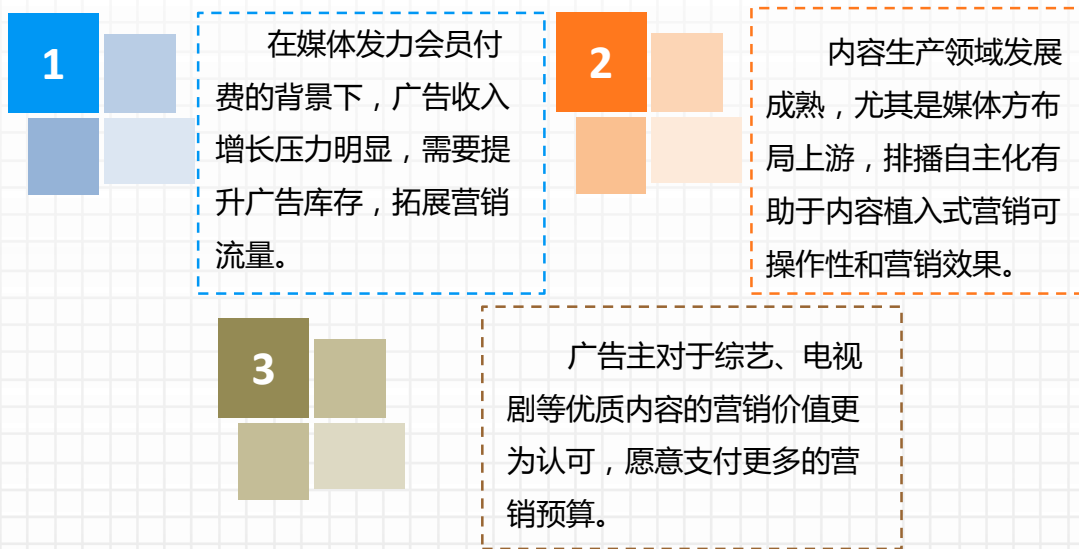 1
在媒体发力会员付
费的背景下，广告收入
增长压力明显，需要提
升广告库存，拓展营销
流量。
2
内容生产领域发展
成熟，尤其是媒体方布
局上游，排播自主化有
助于内容植入式营销可
操作性和营销效果。
3
广告主对于综艺、电视
剧等优质内容的营销价值更
为认可，愿意支付更多的营
销预算。